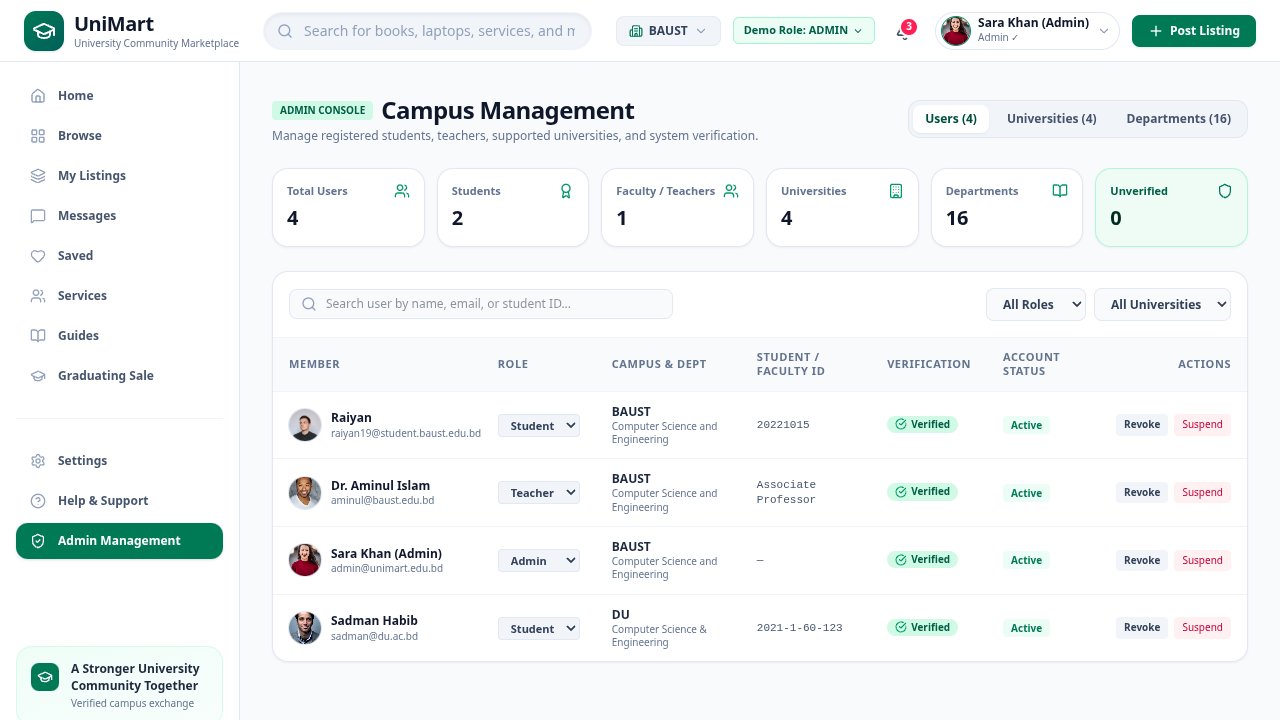 UniMart
University Community Marketplace
Search for books, laptops, services, and m
BAUST
Demo Role: ADMIN
3
Sara Khan (Admin)
Admin ✓
Post Listing
Home
Browse
My Listings
Messages
Saved
Services
Guides
Graduating Sale
Settings
Help & Support
Admin Management
A Stronger University
Community Together
Verified campus exchange
ADMIN CONSOLE
Campus Management
Manage registered students, teachers, supported universities, and system verification.
Users (4)
Universities (4)
Departments (16)
Total Users
4
Students
2
Faculty / Teachers
1
Universities
4
Departments
16
Unverified
0
Search user by name, email, or student ID...
All Roles
All Universities
MEMBER
ROLE
CAMPUS & DEPT
STUDENT /
FACULTY ID
VERIFICATION
ACCOUNT
STATUS
ACTIONS
Raiyan
raiyan19@student.baust.edu.bd
Student
BAUST
Computer Science and
Engineering
20221015
Verified
Active
Revoke
Suspend
Dr. Aminul Islam
aminul@baust.edu.bd
Teacher
BAUST
Computer Science and
Engineering
Associate
Professor
Verified
Active
Revoke
Suspend
Sara Khan (Admin)
admin@unimart.edu.bd
Admin
BAUST
Computer Science and
Engineering
—
Verified
Active
Revoke
Suspend
Sadman Habib
sadman@du.ac.bd
Student
DU
Computer Science &
Engineering
2021-1-60-123
Verified
Active
Revoke
Suspend